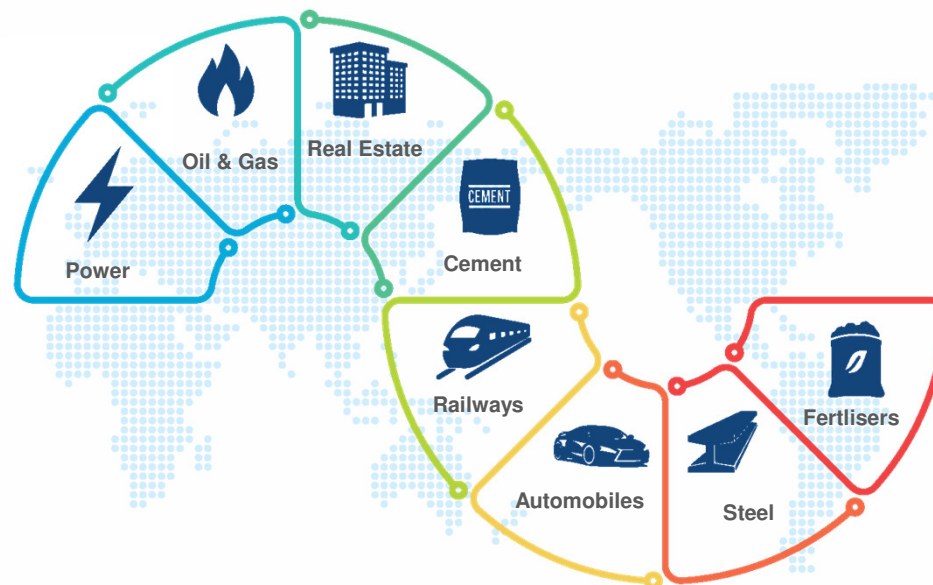 Power
Oil & Gas
Real Estate
CEMENT
Cement
Railways
Automobiles
Steel
Fertlisers